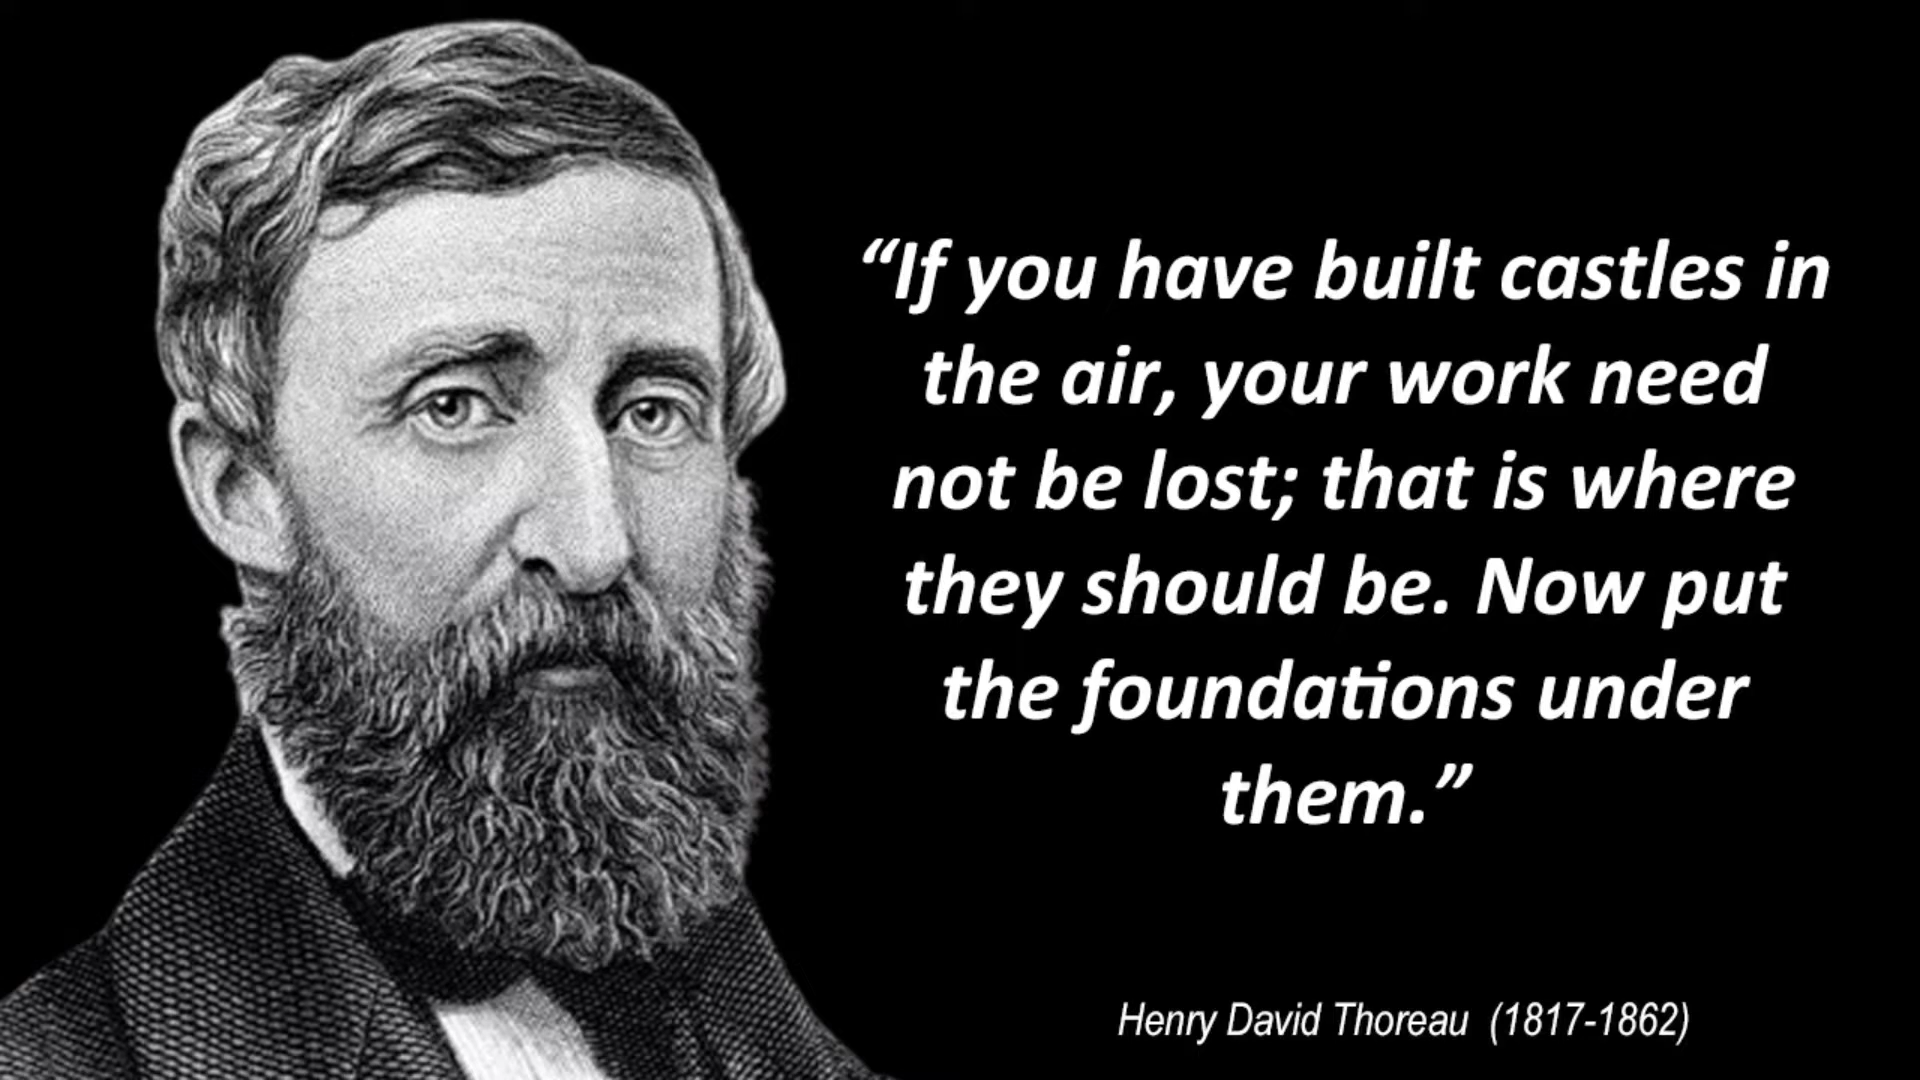 “If you have built castles in
the air, your work need
not be lost; that is where
they should be. Now put
the foundations under
them.”
Henry David Thoreau (1817-1862)